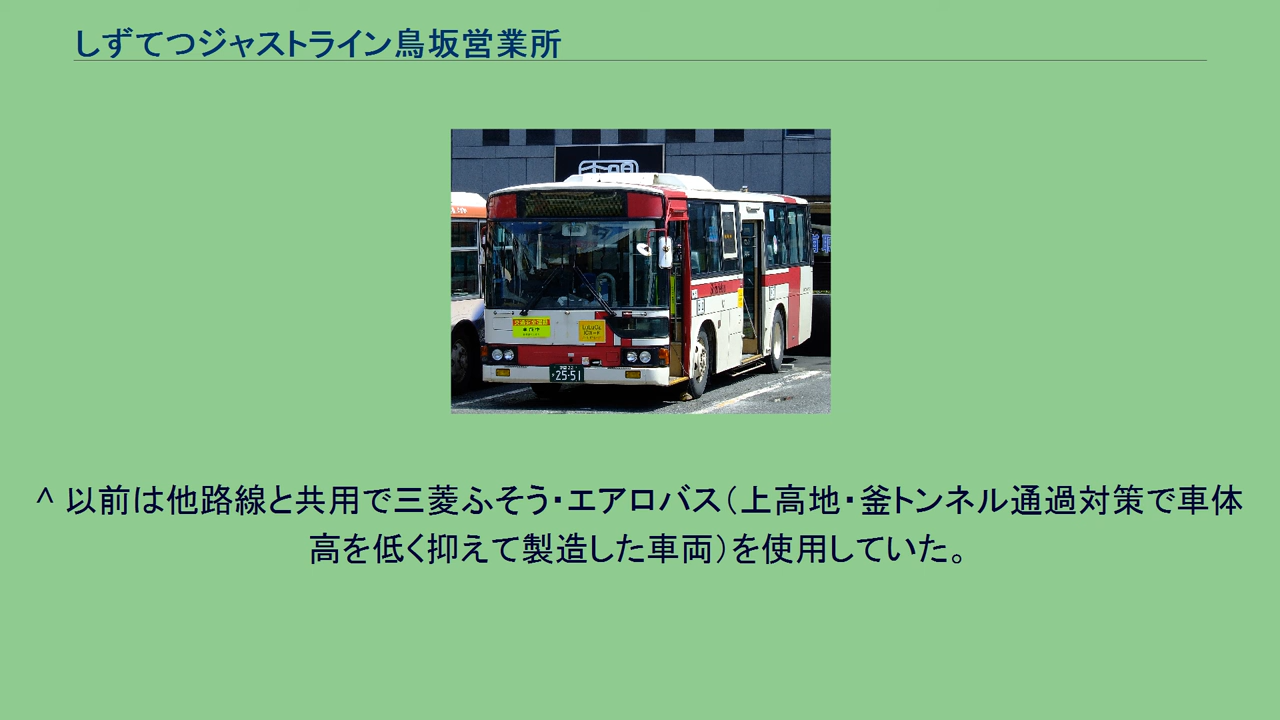 しずてつジャストライン鳥坂営業所
25-51
^ 以前は他路線と共用で三菱ふそう・エアロバス（上高地・釜トンネル通過対策で車体
高を低く抑えて製造した車両）を使用していた。